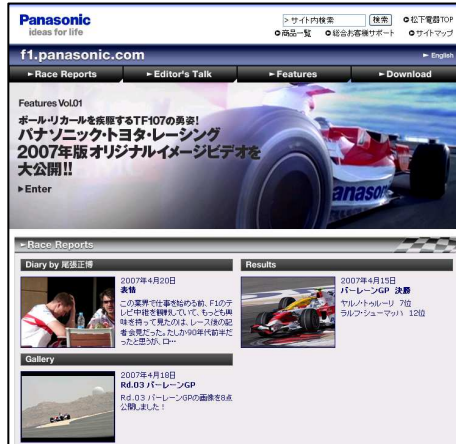 Panasonic
ideas for life
> サイト内検索 検索 松下電器TOP
商品一覧 総合お客様サポート サイトマップ
f1.panasonic.com
English
Race Reports Editor's Talk Features Download
Features Vol.01
ポール・リカールを疾駆するTF107の勇姿!
パナソニック・トヨタ・レーシング
2007年版 オリジナルイメージビデオを
大公開!!
Enter
Panasonic
Race Reports
Diary by 尾張正博
2007年4月20日
表情
この業界で仕事を始める前、F1のテ
レビ中継を観戦していて、もっとも興
味を持って見たのは、レース後の記
者会見だった。たしか90年代前半だ
ったと思うが、ロ…
Results
2007年4月15日
バーレーンGP 決勝
ヤルノ・トゥルーリ 7位
ラルフ・シューマッハ 12位
Gallery
2007年4月18日
Rd.03 バーレーンGP
Rd.03 バーレーンGPの画像を8点
公開しました!